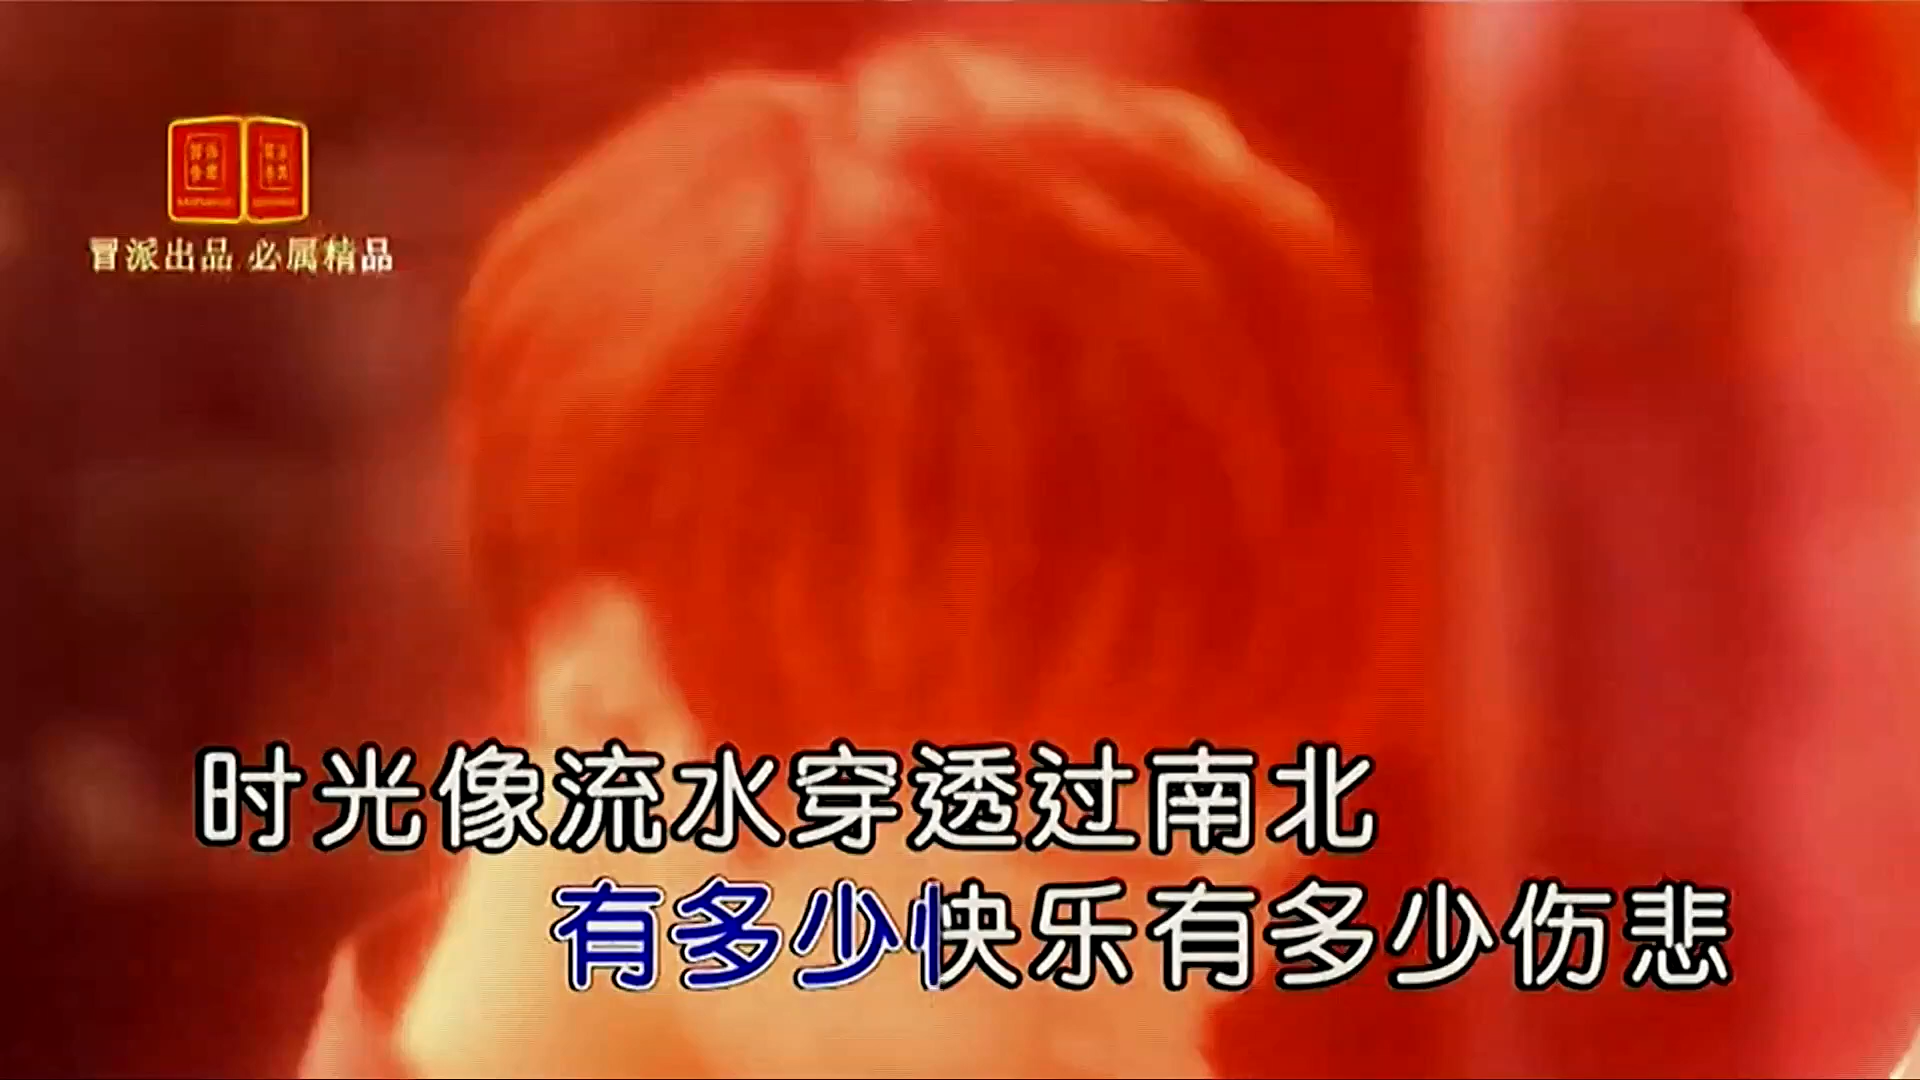 冒派出品 必属精品
时光像流水穿透过南北
有多少快乐有多少伤悲